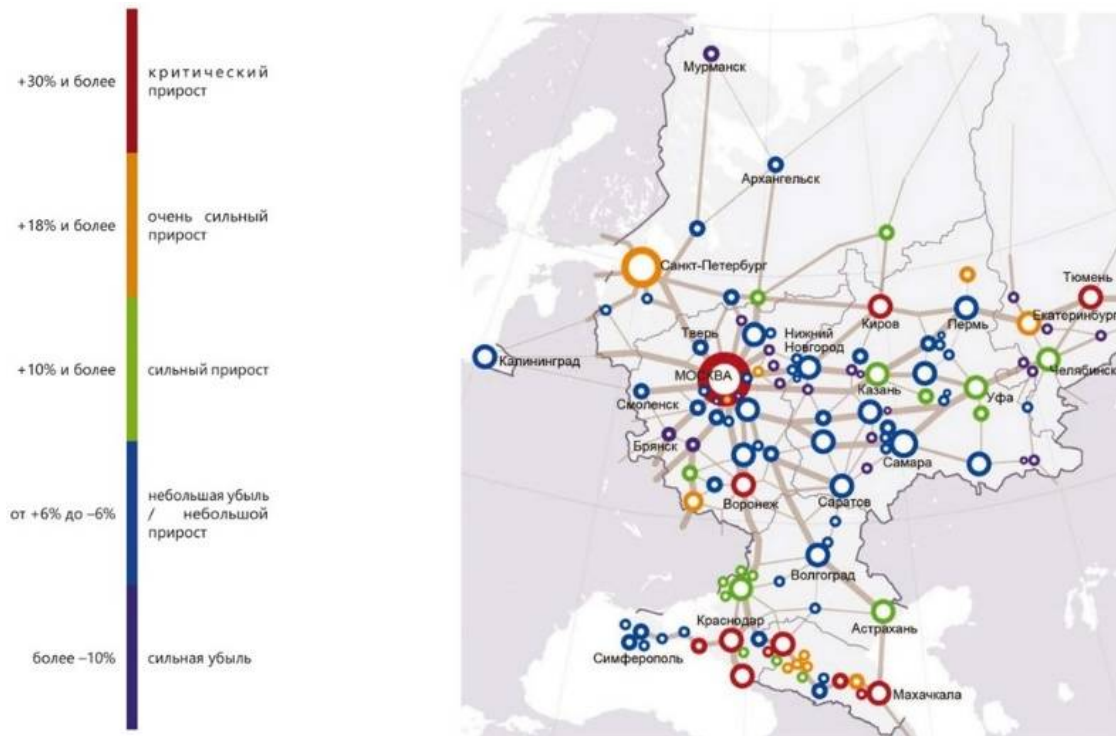 +30% и более
критический
прирост
+18% и более
очень сильный
прирост
+10% и более
сильный прирост
от +6% до –6%
небольшая убыль
/ небольшой
прирост
более –10%
сильная убыль
Мурманск
Архангельск
Санкт-Петербург
Тюмень
Киров
Пермь
Екатеринбург
Тверь
Нижний
Новгород
Калининград
МОСКВА
Казань
Челябинск
Уфа
Смоленск
Брянск
Самара
Воронеж
Саратов
Волгоград
Краснодар
Астрахань
Симферополь
Махачкала